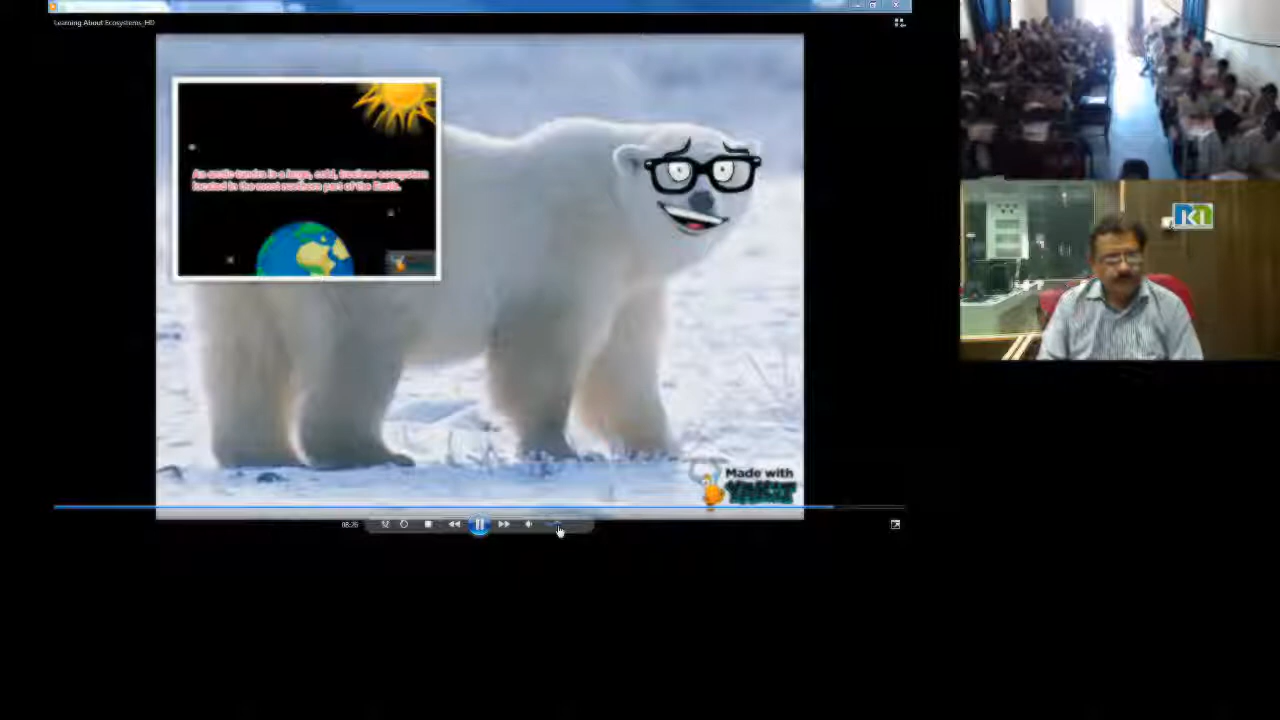 Learning About Ecosystems_HD
An arctic tundra is a large, cold, treeless ecosystem
located in the most northern part of the Earth.
Made with